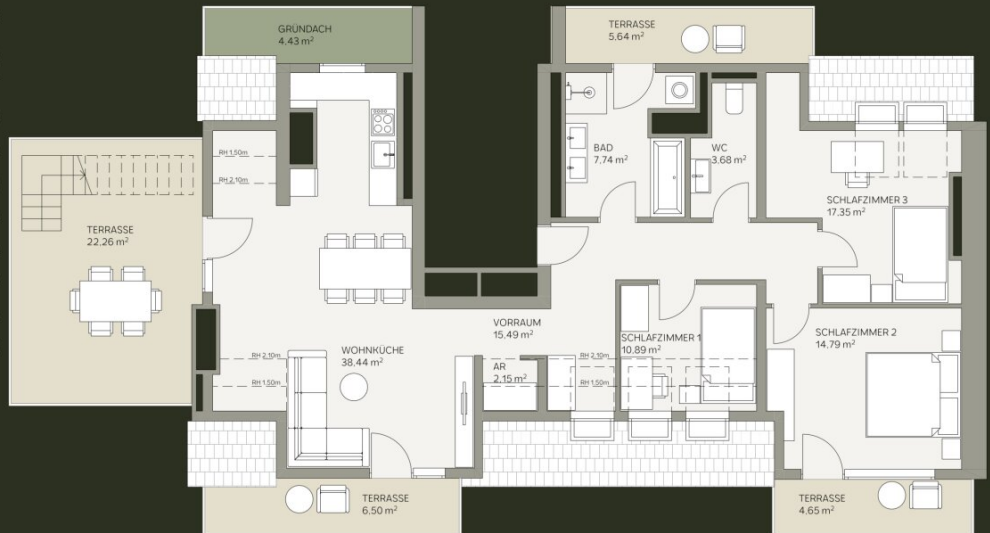 GRÜNDACH
4.43 m²
TERRASSE
5.64 m²
RH 1,50m
RH 2,10m
BAD
7.74 m²
WC
3.68 m²
SCHLAFZIMMER 3
17.35 m²
TERRASSE
22,26 m²
VORRAUM
15.49 m²
WOHNKÜCHE
38.44 m²
RH 2,10m
RH 1.50m
AR
2.15 m²
RH 2,10m
RH 1.50m
SCHLAFZIMMER 1
10.89 m²
SCHLAFZIMMER 2
14.79 m²
TERRASSE
6.50 m²
TERRASSE
4.65 m²